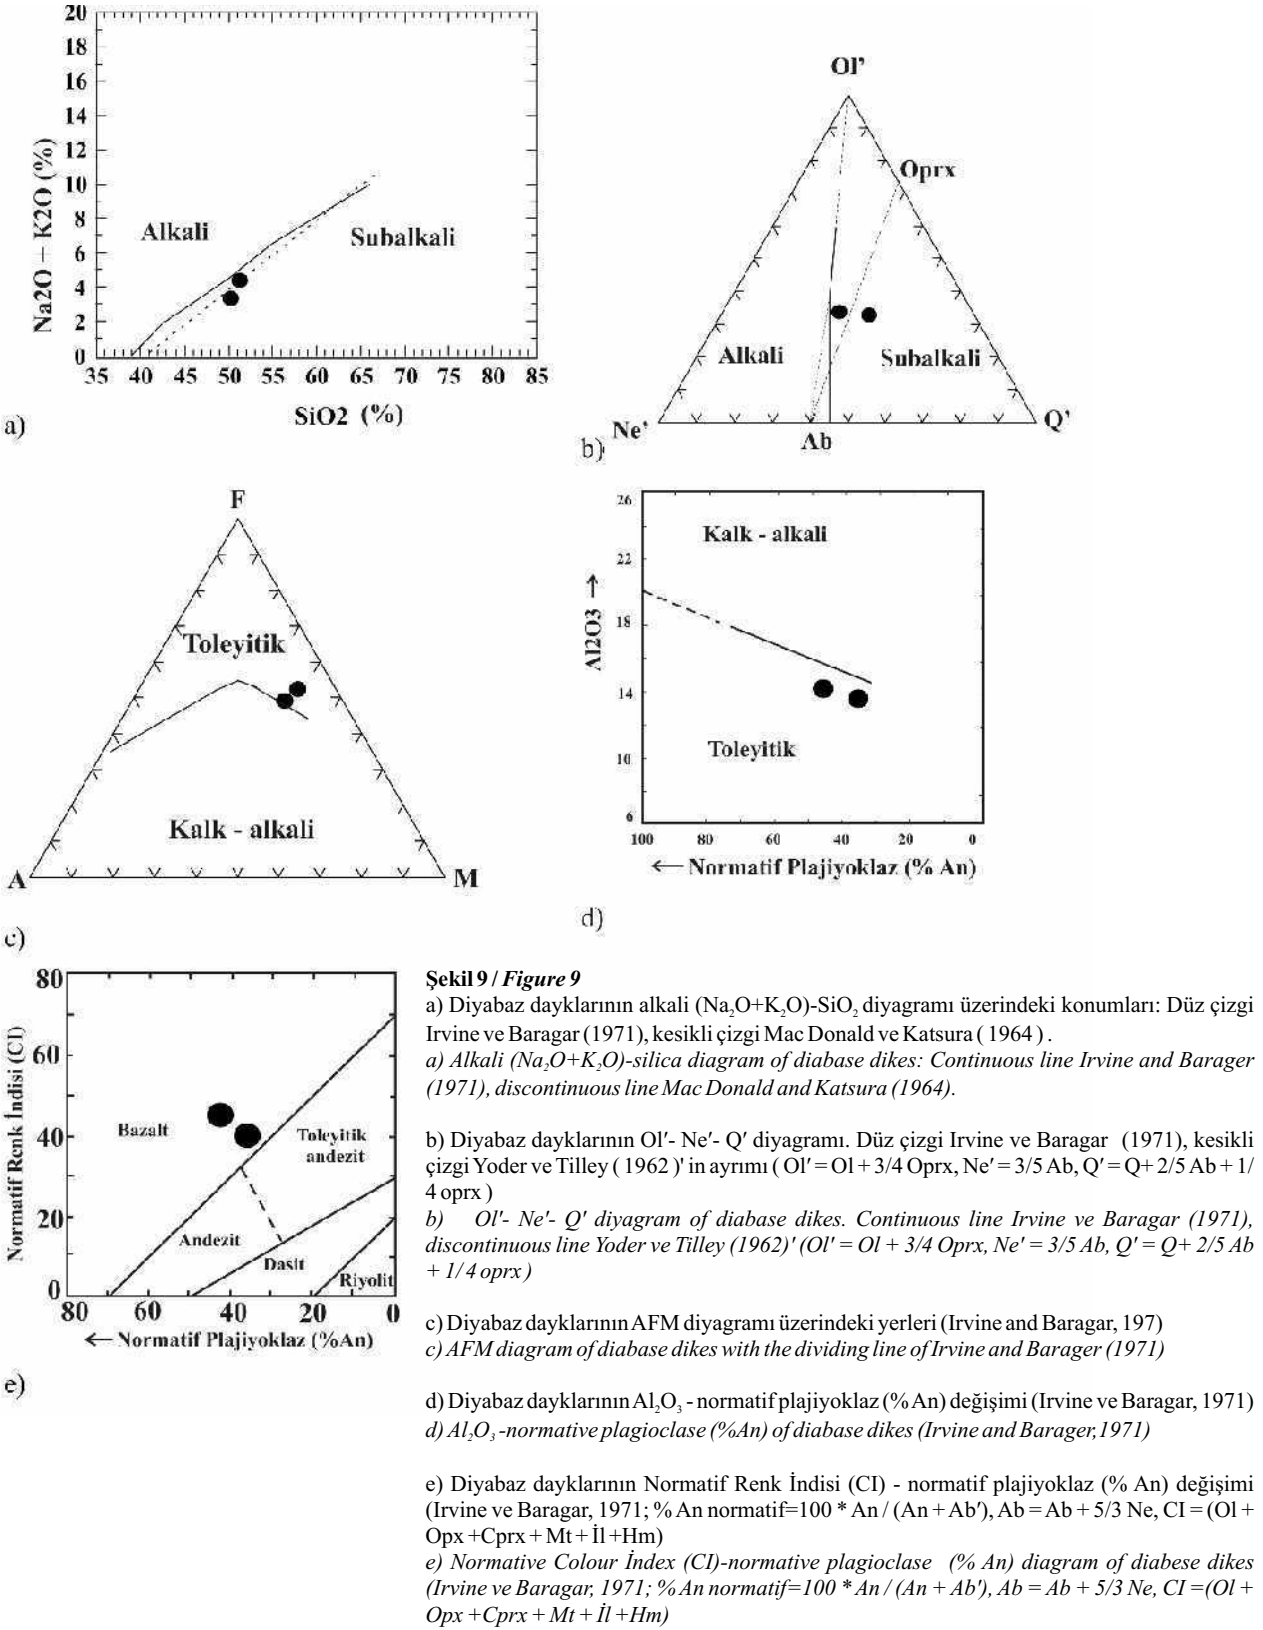 20
18
16
14
12
10
8
6
4
2
0
Na2O + K2O (%)
Alkali
Subalkali
35 40 45 50 55 60 65 70 75 80 85
SiO2 (%)
a)
Ol’
Oprx
Alkali
Subalkali
Ne’
Ab
Q’
b)
F
Toleyitik
Kalk - alkali
A
M
c)
26
22
18
14
10
6
Al2O3 →
Kalk - alkali
Toleyitik
100 80 60 40 20 0
← Normatif Plajiyoklaz (% An)
d)
80
60
40
20
0
Normatif Renk İndisi (CI)
Bazalt
Toleyitik
andezit
Andezit
Dasit
Riyolit
80 60 40 20 0
← Normatif Plajiyoklaz (%An)
e)
Şekil 9 / Figure 9
a) Diyabaz dayklarının alkali (Na₂O+K₂O)-SiO₂ diyagramı üzerindeki konumları: Düz çizgi
Irvine ve Baragar (1971), kesikli çizgi Mac Donald ve Katsura ( 1964 ) .
a) Alkali (Na₂O+K₂O)-silica diagram of diabase dikes: Continuous line Irvine and Barager
(1971), discontinuous line Mac Donald and Katsura (1964).
b) Diyabaz dayklarının Ol′- Ne′- Q′ diyagramı. Düz çizgi Irvine ve Baragar (1971), kesikli
çizgi Yoder ve Tilley ( 1962 )' in ayrımı ( Ol′ = Ol + 3/4 Oprx, Ne′ = 3/5 Ab, Q′ = Q+ 2/5 Ab + 1/
4 oprx )
b) Ol′- Ne′- Q′ diyagram of diabase dikes. Continuous line Irvine ve Baragar (1971),
discontinuous line Yoder ve Tilley (1962)' (Ol′ = Ol + 3/4 Oprx, Ne′ = 3/5 Ab, Q′ = Q+ 2/5 Ab
+ 1/ 4 oprx )
c) Diyabaz dayklarının AFM diyagramı üzerindeki yerleri (Irvine and Baragar, 197)
c) AFM diagram of diabase dikes with the dividing line of Irvine and Barager (1971)
d) Diyabaz dayklarının Al₂O₃ - normatif plajiyoklaz (% An) değişimi (Irvine ve Baragar, 1971)
d) Al₂O₃ -normative plagioclase (%An) of diabase dikes (Irvine and Barager,1971)
e) Diyabaz dayklarının Normatif Renk İndisi (CI) - normatif plajiyoklaz (% An) değişimi
(Irvine ve Baragar, 1971; % An normatif=100 * An / (An + Ab′), Ab = Ab + 5/3 Ne, CI = (Ol +
Opx +Cprx + Mt + İl +Hm)
e) Normative Colour İndex (CI)-normative plagioclase (% An) diagram of diabese dikes
(Irvine ve Baragar, 1971; % An normatif=100 * An / (An + Ab′), Ab = Ab + 5/3 Ne, CI =(Ol +
Opx +Cprx + Mt + İl +Hm)